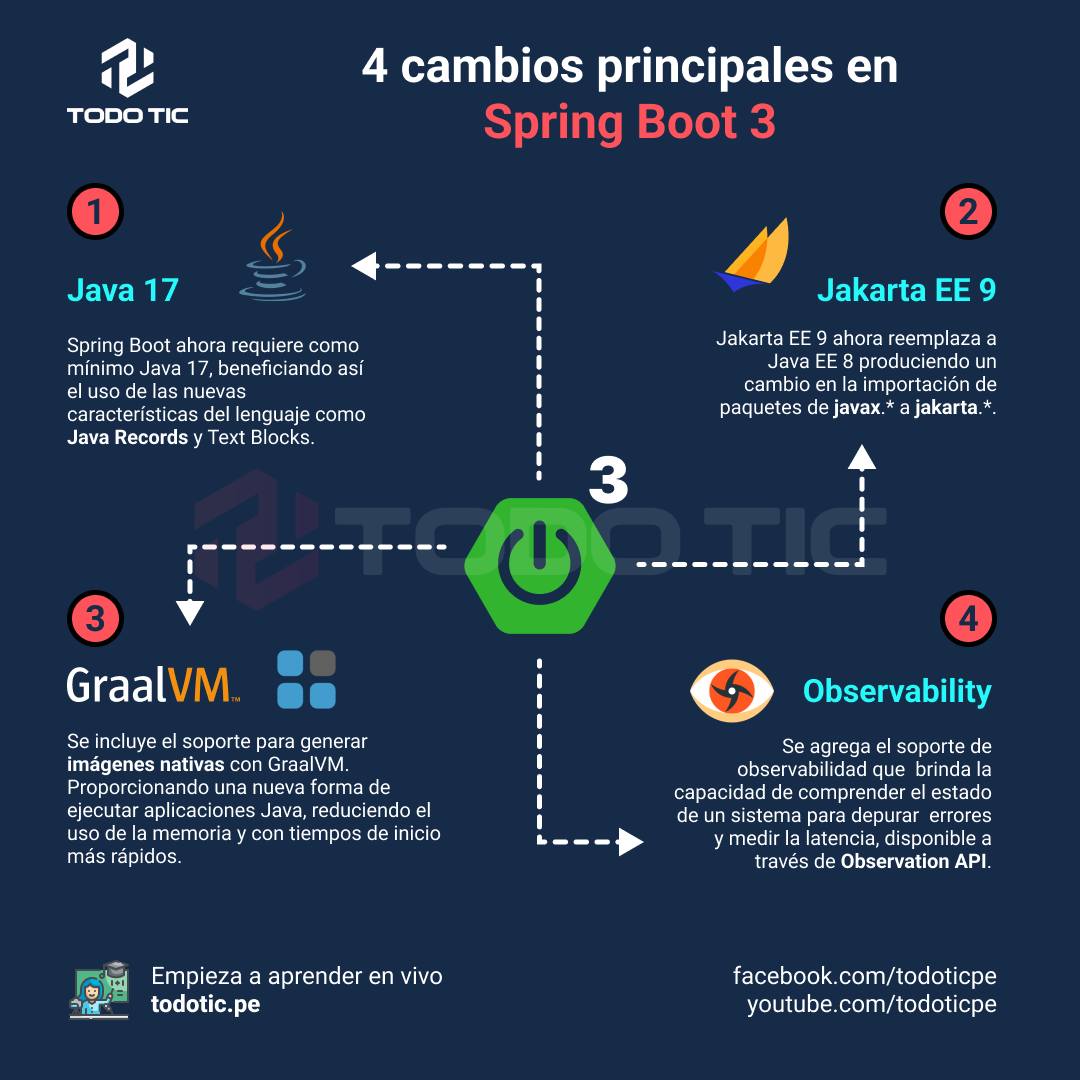 TODO TIC
4 cambios principales en
Spring Boot 3
1
Java 17
Spring Boot ahora requiere como
mínimo Java 17, beneficiando así
el uso de las nuevas
características del lenguaje como
Java Records y Text Blocks.
2
Jakarta EE 9
Jakarta EE 9 ahora reemplaza a
Java EE 8 produciendo un
cambio en la importación de
paquetes de javax.* a jakarta.*.
3
TODO TIC
3
GraalVM™
Se incluye el soporte para generar
imágenes nativas con GraalVM.
Proporcionando una nueva forma de
ejecutar aplicaciones Java, reduciendo el
uso de la memoria y con tiempos de inicio
más rápidos.
4
Observability
Se agrega el soporte de
observabilidad que  brinda la
capacidad de comprender el estado
de un sistema para depurar  errores
y medir la latencia, disponible a
través de Observation API.
Empieza a aprender en vivo
todotic.pe
facebook.com/todoticpe
youtube.com/todoticpe